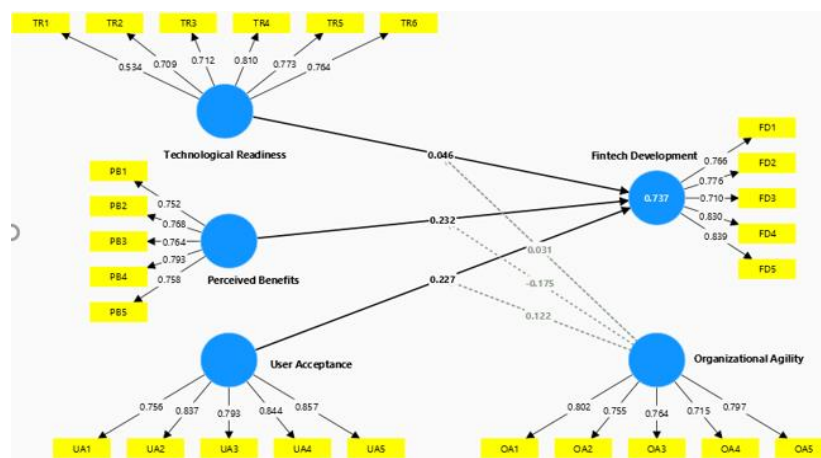 TR1 TR2 TR3 TR4 TR5 TR6
0.534 0.709 0.712 0.810 0.773 0.764
Technological Readiness
0.046
Fintech Development
FD1
FD2
FD3
FD4
FD5
0.766
0.776
0.710
0.830
0.839
0.737
PB1
PB2
PB3
PB4
PB5
0.752
0.768
0.764
0.793
0.758
Perceived Benefits
0.232
0.227
0.031
-0.175
0.122
User Acceptance
Organizational Agility
0.756 0.837 0.793 0.844 0.857
UA1 UA2 UA3 UA4 UA5
0.802 0.755 0.764 0.715 0.797
OA1 OA2 OA3 OA4 OA5